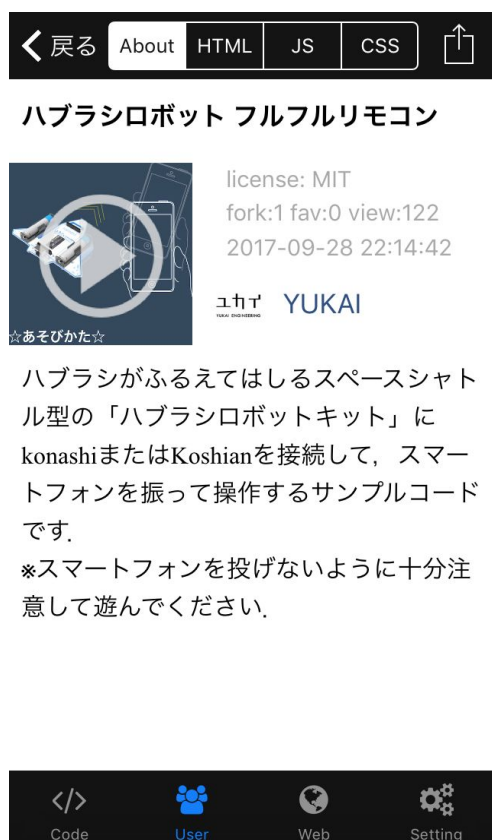 戻る About HTML JS CSS
ハブラシロボット フルフルリモコン
license: MIT
fork:1 fav:0 view:122
2017-09-28 22:14:42
ユカイ YUKAI
YUKAI ENGINEERING
☆あそびかた☆
ハブラシがふるえてはしるスペースシャト
ル型の「ハブラシロボットキット」に
konashiまたはKoshianを接続して，スマー
トフォンを振って操作するサンプルコード
です．
※スマートフォンを投げないように十分注
意して遊んでください．
Code User Web Setting